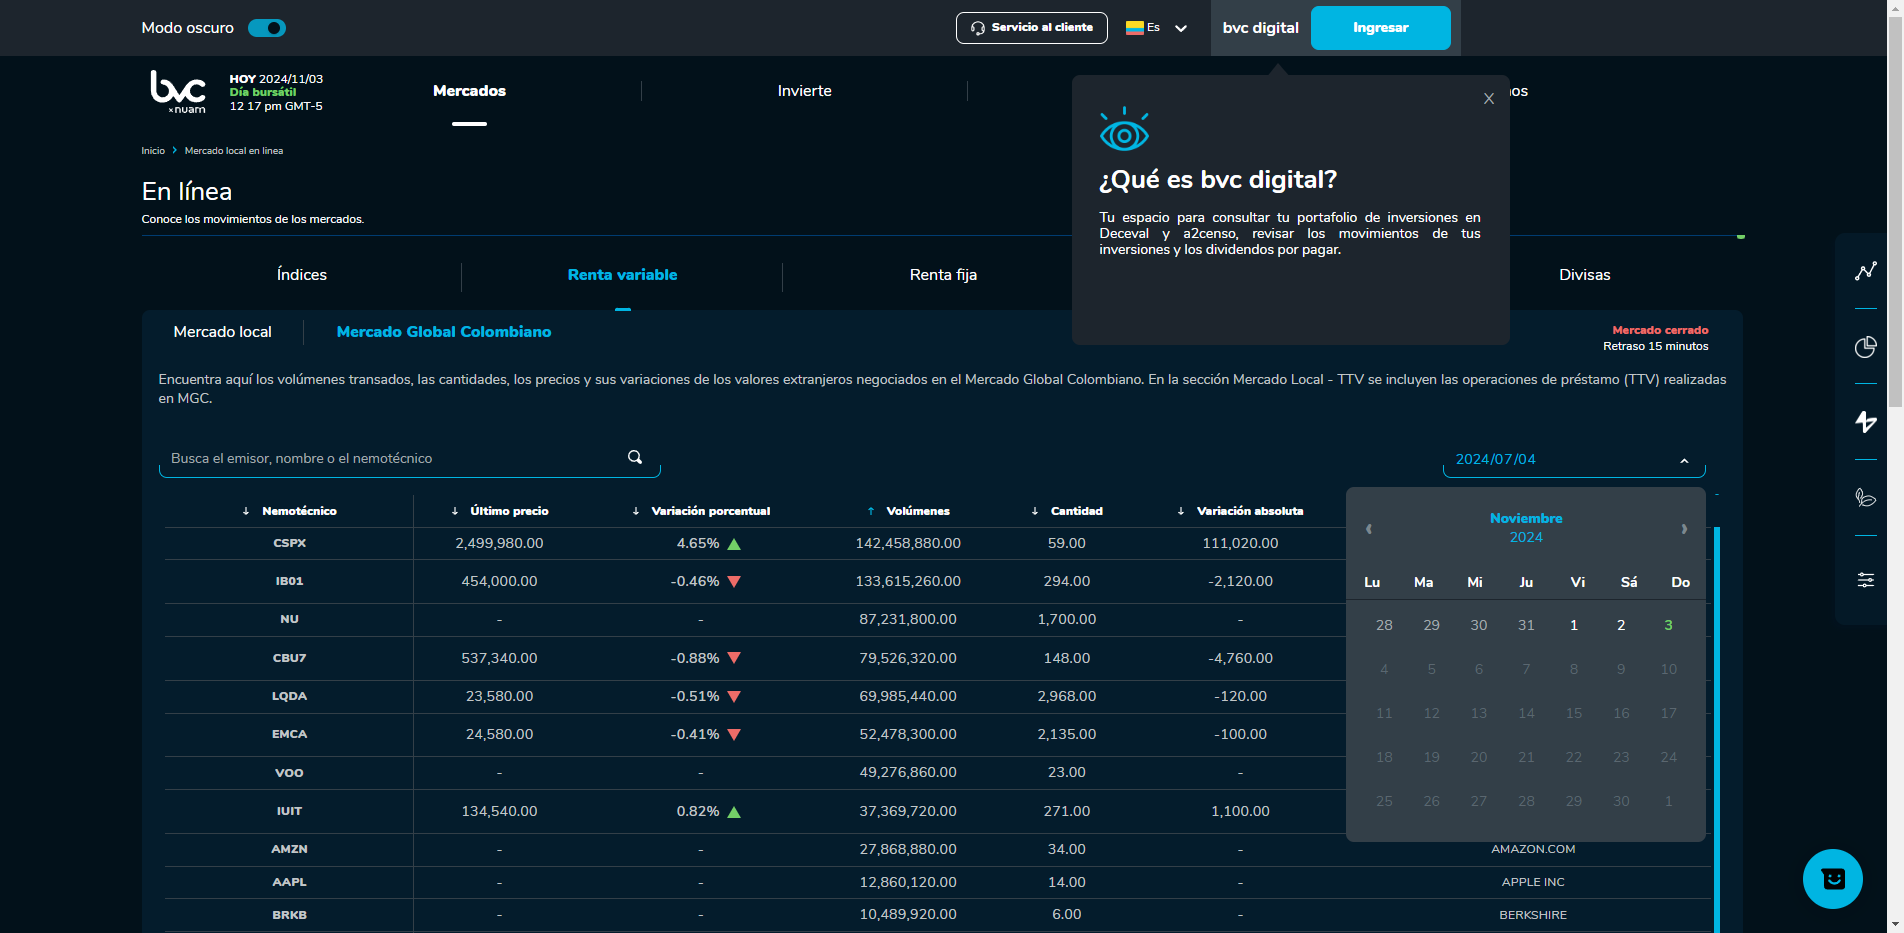 Modo oscuro
Servicio al cliente
Es
bvc digital
Ingresar
bvc
x nuam
HOY 2024/11/03
Día bursátil
12 17 pm GMT-5
Mercados
Invierte
os
X
¿Qué es bvc digital?
Tu espacio para consultar tu portafolio de inversiones en
Deceval y a2censo, revisar los movimientos de tus
inversiones y los dividendos por pagar.
Inicio > Mercado local en linea
En línea
Conoce los movimientos de los mercados.
Índices
Renta variable
Renta fija
Divisas
Mercado local
Mercado Global Colombiano
Mercado cerrado
Retraso 15 minutos
Encuentra aquí los volúmenes transados, las cantidades, los precios y sus variaciones de los valores extranjeros negociados en el Mercado Global Colombiano. En la sección Mercado Local - TTV se incluyen las operaciones de préstamo (TTV) realizadas
en MGC.
Busca el emisor, nombre o el nemotécnico
2024/07/04
↓ Nemotécnico ↓ Último precio ↓ Variación porcentual ↑ Volúmenes ↓ Cantidad ↓ Variación absoluta
CSPX 2,499,980.00 4.65% ▲ 142,458,880.00 59.00 111,020.00
IB01 454,000.00 -0.46% ▼ 133,615,260.00 294.00 -2,120.00
NU - - 87,231,800.00 1,700.00 -
CBU7 537,340.00 -0.88% ▼ 79,526,320.00 148.00 -4,760.00
LQDA 23,580.00 -0.51% ▼ 69,985,440.00 2,968.00 -120.00
EMCA 24,580.00 -0.41% ▼ 52,478,300.00 2,135.00 -100.00
VOO - - 49,276,860.00 23.00 -
IUIT 134,540.00 0.82% ▲ 37,369,720.00 271.00 1,100.00
AMZN - - 27,868,880.00 34.00 - AMAZON.COM
AAPL - - 12,860,120.00 14.00 - APPLE INC
BRKB - - 10,489,920.00 6.00 - BERKSHIRE
Noviembre
2024
Lu Ma Mi Ju Vi Sá Do
28 29 30 31 1 2 3
4 5 6 7 8 9 10
11 12 13 14 15 16 17
18 19 20 21 22 23 24
25 26 27 28 29 30 1